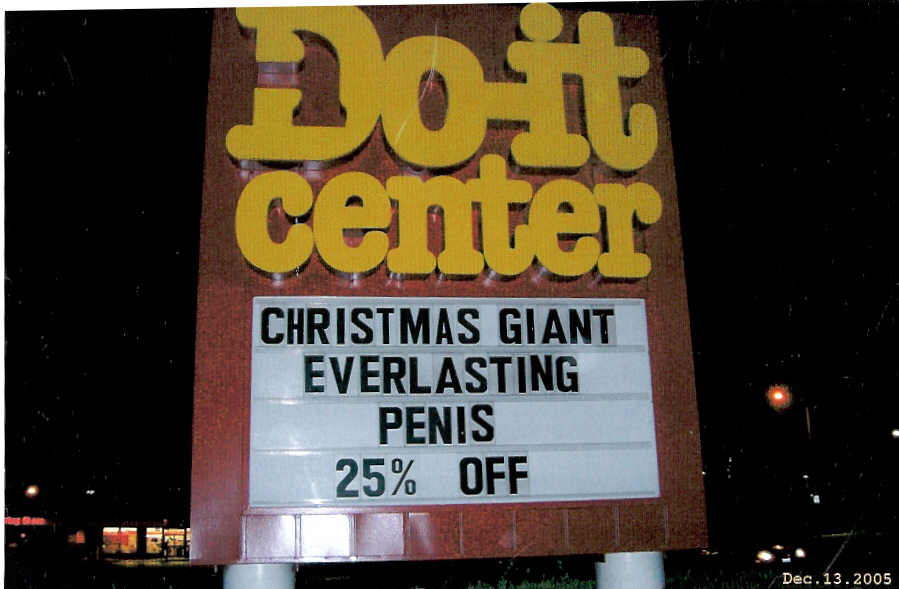 Do-it
center
CHRISTMAS GIANT
EVERLASTING
PENIS
25% OFF
Dec.13.2005